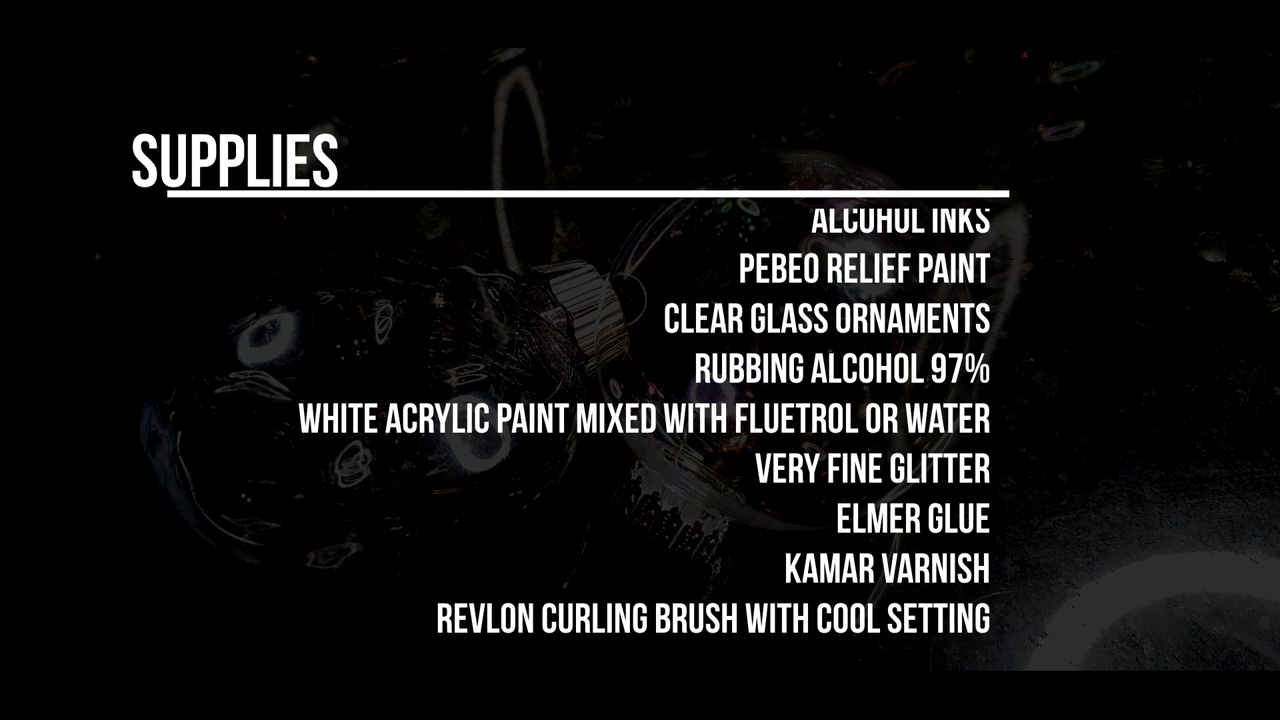 SUPPLIES
ALCOHOL INKS
PEBEO RELIEF PAINT
CLEAR GLASS ORNAMENTS
RUBBING ALCOHOL 97%
WHITE ACRYLIC PAINT MIXED WITH FLUETROL OR WATER
VERY FINE GLITTER
ELMER GLUE
KAMAR VARNISH
REVLON CURLING BRUSH WITH COOL SETTING